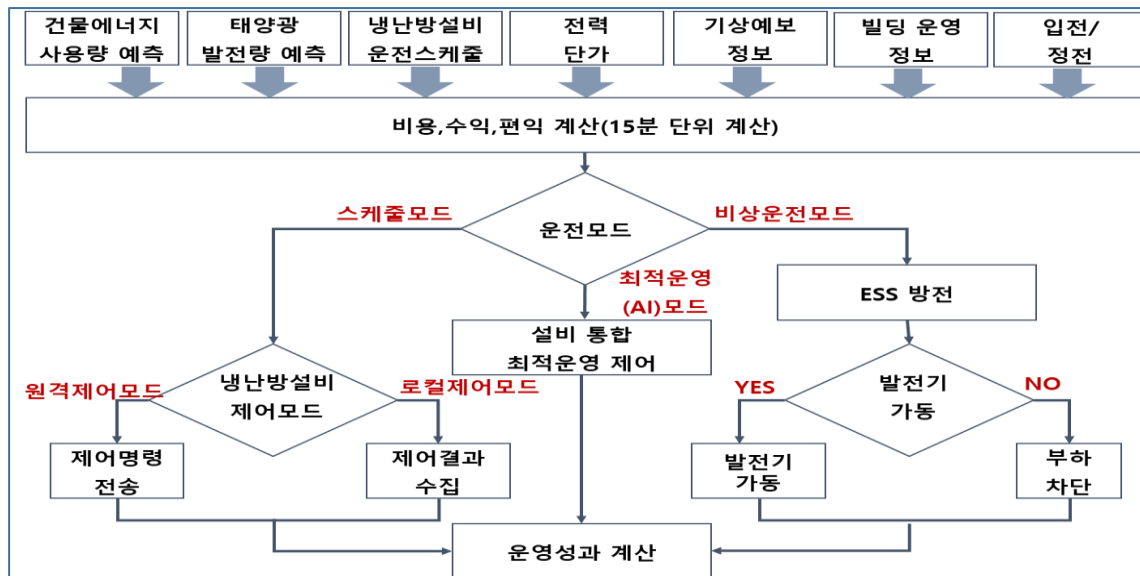 건물에너지
사용량 예측
태양광
발전량 예측
냉난방설비
운전스케줄
전력
단가
기상예보
정보
빌딩 운영
정보
입전/
정전
비용,수익,편익 계산(15분 단위 계산)
스케줄모드
운전모드
비상운전모드
최적운영
(AI)모드
ESS 방전
설비 통합
최적운영 제어
원격제어모드
냉난방설비
제어모드
로컬제어모드
YES
발전기
가동
NO
제어명령
전송
제어결과
수집
발전기
가동
부하
차단
운영성과 계산